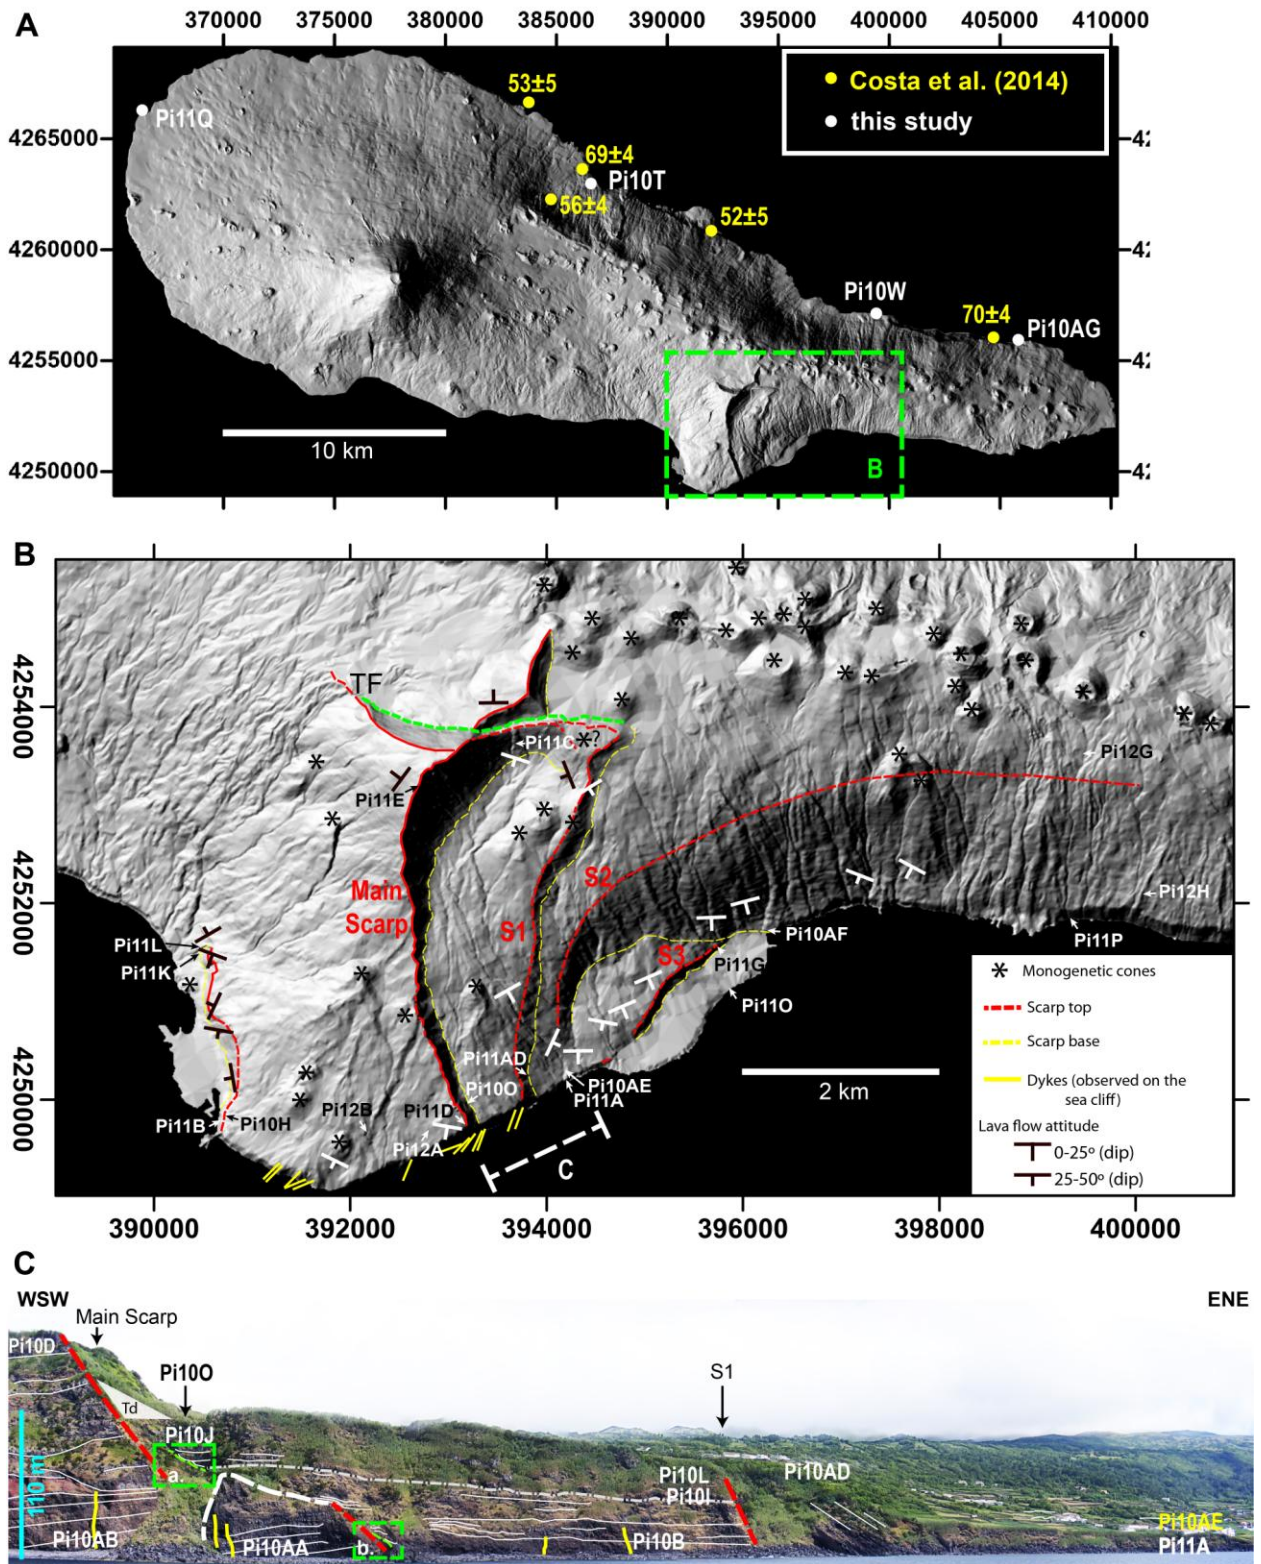 A
370000 375000 380000 385000 390000 395000 400000 405000 410000
Costa et al. (2014)
this study
4265000
4260000
4255000
4250000
Pi11Q
53±5
69±4
Pi10T
56±4
52±5
Pi10W
70±4
Pi10AG
10 km
B
B
4254000
4252000
4250000
TF
Pi11C
?
Pi11E
Pi12G
Main
Scarp
S1
S2
S3
Pi12H
Pi11P
Pi10AF
Pi11G
Pi11O
Pi11L
Pi11K
Pi11AD
Pi10O
Pi10AE
Pi11A
Pi11B
Pi10H
Pi12B
Pi11D
Pi12A
C
2 km
Monogenetic cones
Scarp top
Scarp base
Dykes (observed on the
sea cliff)
Lava flow attitude
0-25º (dip)
25-50º (dip)
390000 392000 394000 396000 398000 400000
C
WSW
ENE
Main Scarp
Pi10D
Pi10O
S1
Td
Pi10J
a.
110 m
Pi10L
Pi10I
Pi10AD
Pi10AB
Pi10AA
b.
Pi10B
Pi10AE
Pi11A